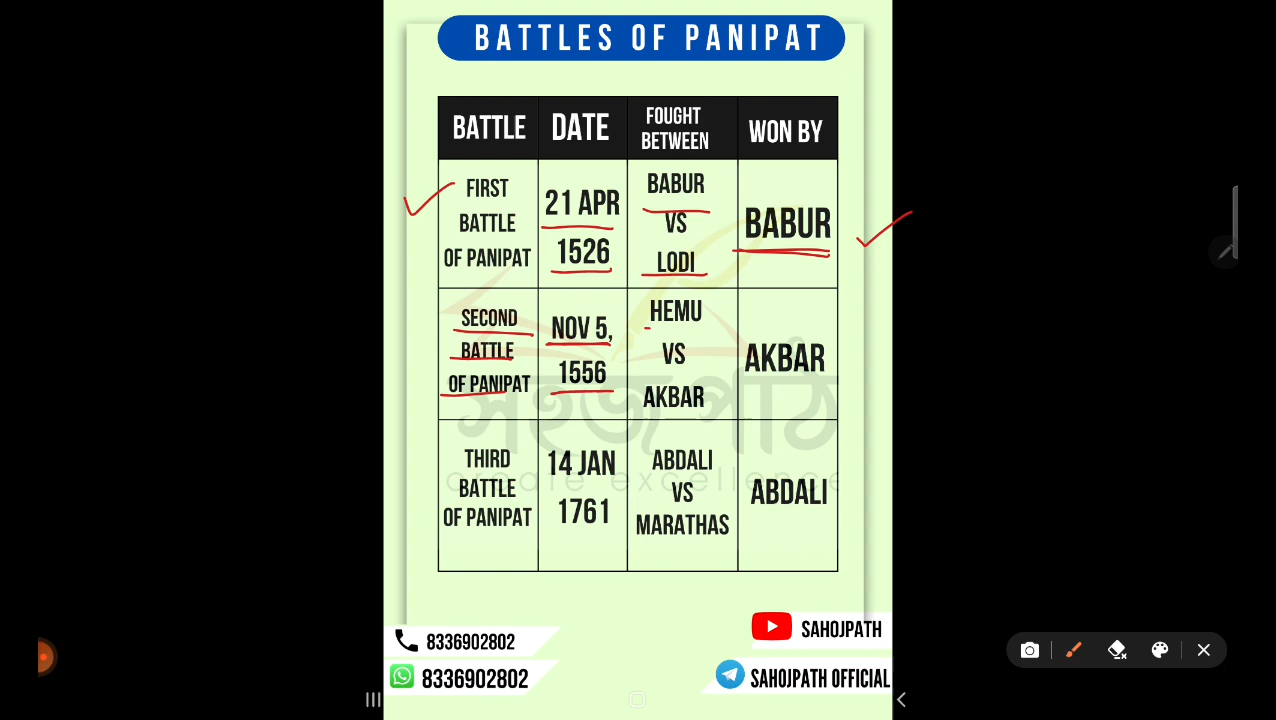 BATTLES OF PANIPAT
BATTLE
DATE
FOUGHT
BETWEEN
WON BY
FIRST
BATTLE
OF PANIPAT
21 APR
1526
BABUR
VS
LODI
BABUR
SECOND
BATTLE
OF PANIPAT
NOV 5,
1556
HEMU
VS
AKBAR
AKBAR
THIRD
BATTLE
OF PANIPAT
14 JAN
1761
ABDALI
VS
MARATHAS
ABDALI
সহজ পাঠ
create excellence
8336902802
8336902802
SAHOJPATH
SAHOJPATH OFFICIAL